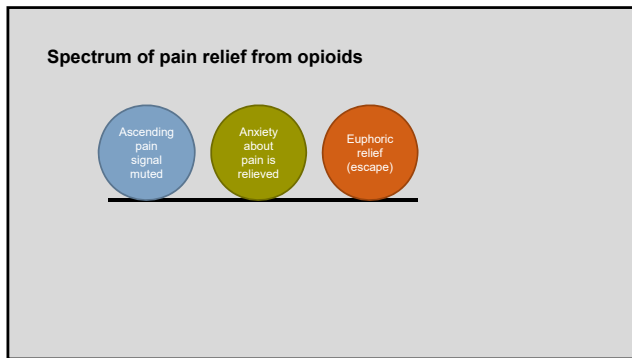 Spectrum of pain relief from opioids
Ascending
pain
signal
muted
Anxiety
about
pain is
relieved
Euphoric
relief
(escape)